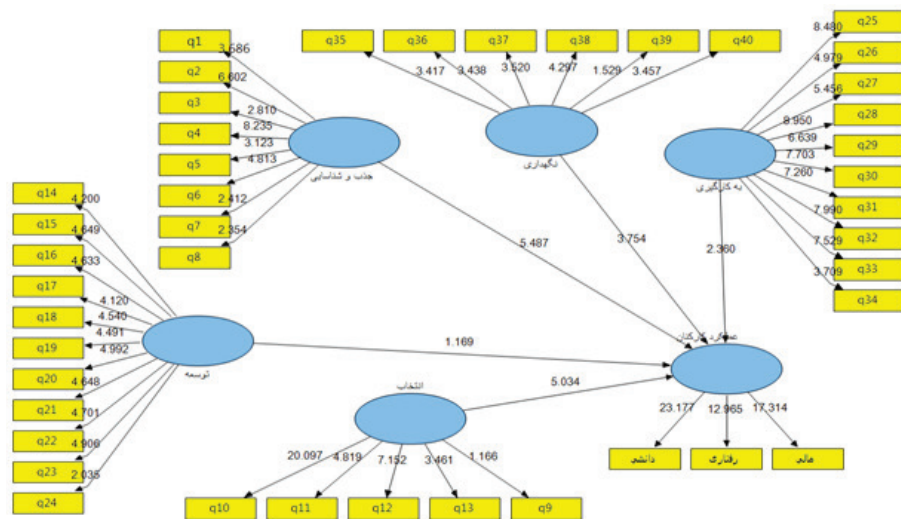 q1
q2
q3
q4
q5
q6
q7
q8
3.586
6.602
2.810
8.235
3.123
4.813
2.412
2.354
جذب و شناسایی
q35
q36
q37
q38
q39
q40
3.417
3.438
3.520
4.297
1.529
3.457
نگهداری
q25
q26
q27
q28
q29
q30
q31
q32
q33
q34
8.480
4.979
5.456
8.950
6.639
7.703
7.260
7.990
7.529
3.709
به کارگیری
5.487
3.754
2.360
q14
q15
q16
q17
q18
q19
q20
q21
q22
q23
q24
4.200
4.649
4.633
4.120
4.540
4.491
4.992
4.648
4.701
4.906
2.035
توسعه
1.169
5.034
عملکرد کارکنان
انتخاب
20.097
4.819
7.152
3.461
1.166
q10
q11
q12
q13
q9
23.177
12.965
17.314
دانشی
رفتاری
مالی